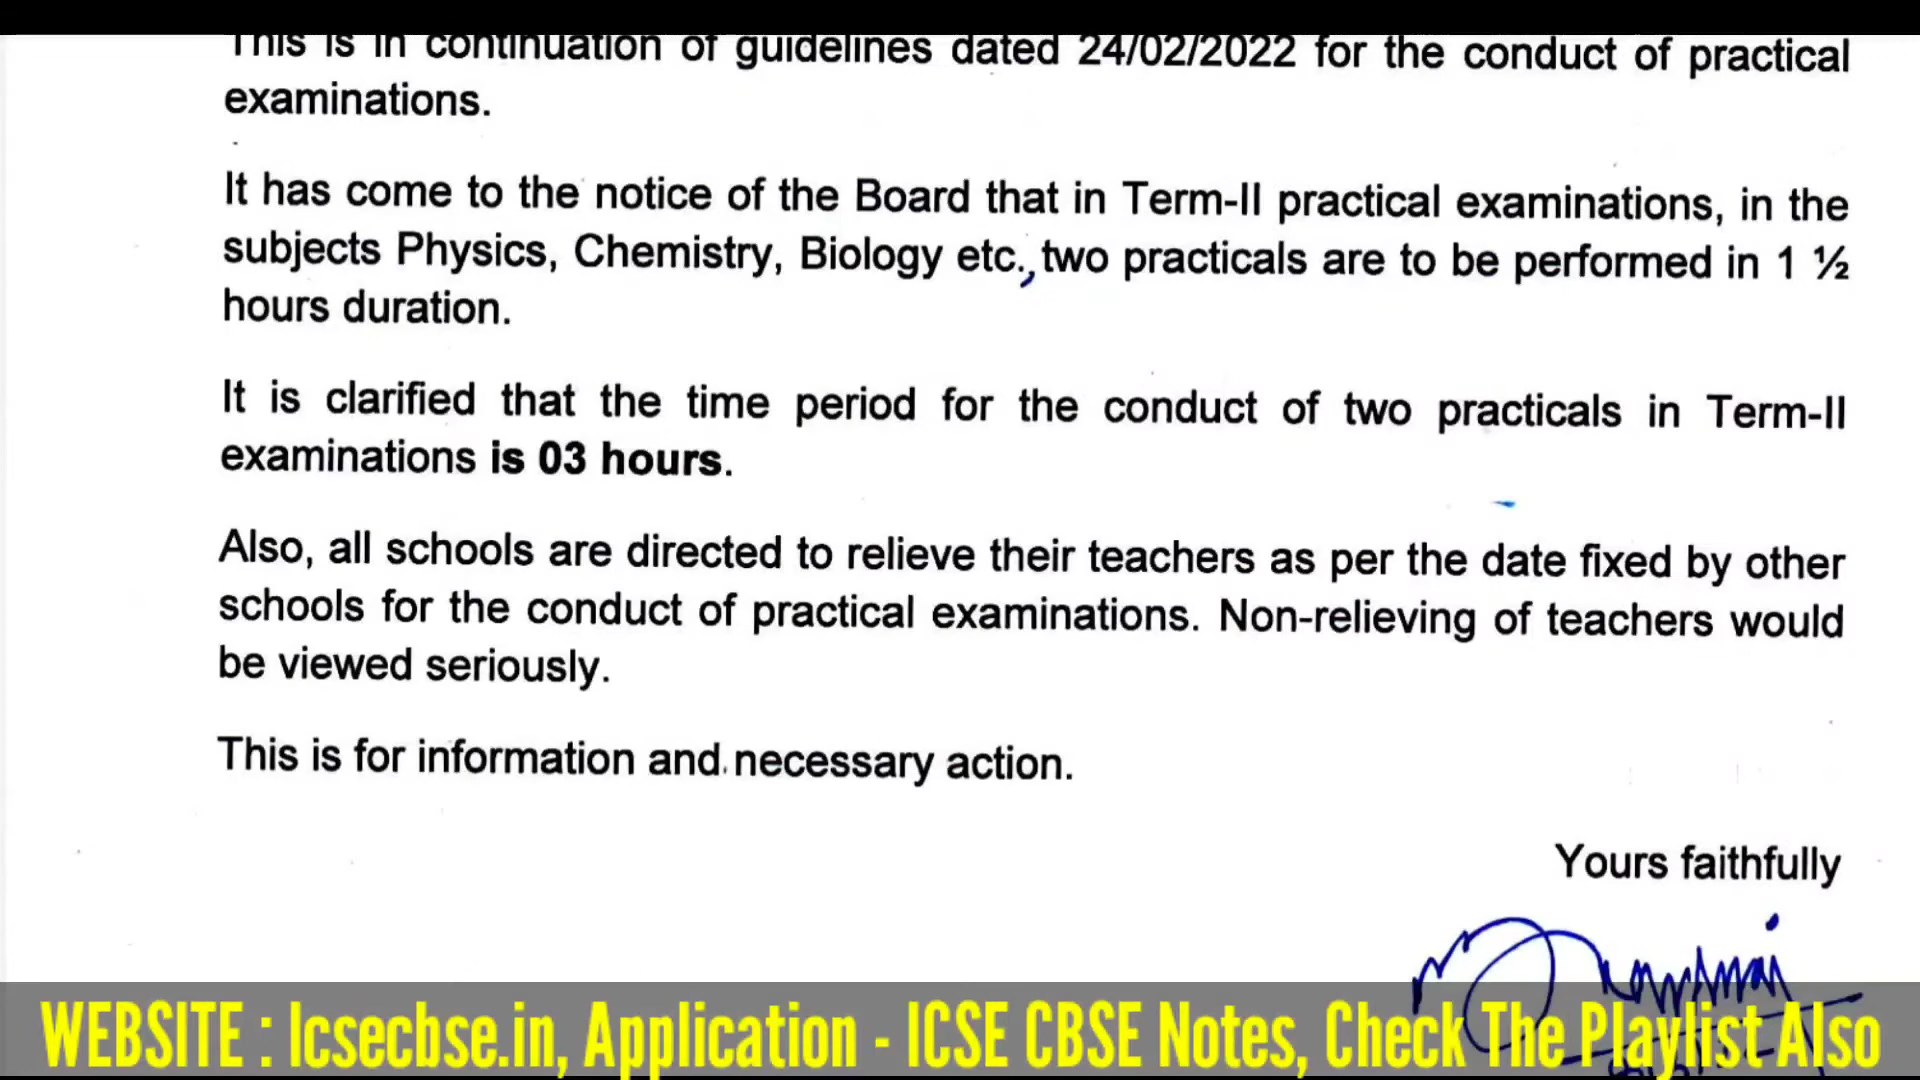 This is in continuation of guidelines dated 24/02/2022 for the conduct of practical
examinations.
It has come to the notice of the Board that in Term-II practical examinations, in the
subjects Physics, Chemistry, Biology etc., two practicals are to be performed in 1 ½
hours duration.
It is clarified that the time period for the conduct of two practicals in Term-II
examinations is 03 hours.
Also, all schools are directed to relieve their teachers as per the date fixed by other
schools for the conduct of practical examinations. Non-relieving of teachers would
be viewed seriously.
This is for information and necessary action.
Yours faithfully
WEBSITE : Icsecbse.in, Application - ICSE CBSE Notes, Check The Playlist Also